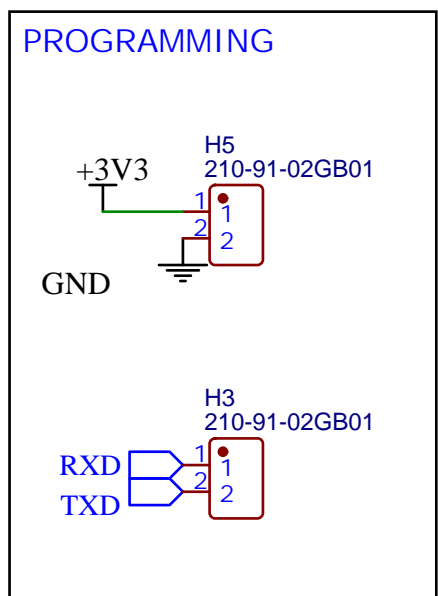 PROGRAMMING
H5
210-91-02GB01
+3V3
1 1
2 2
GND
H3
210-91-02GB01
RXD 1 1
TXD 2 2